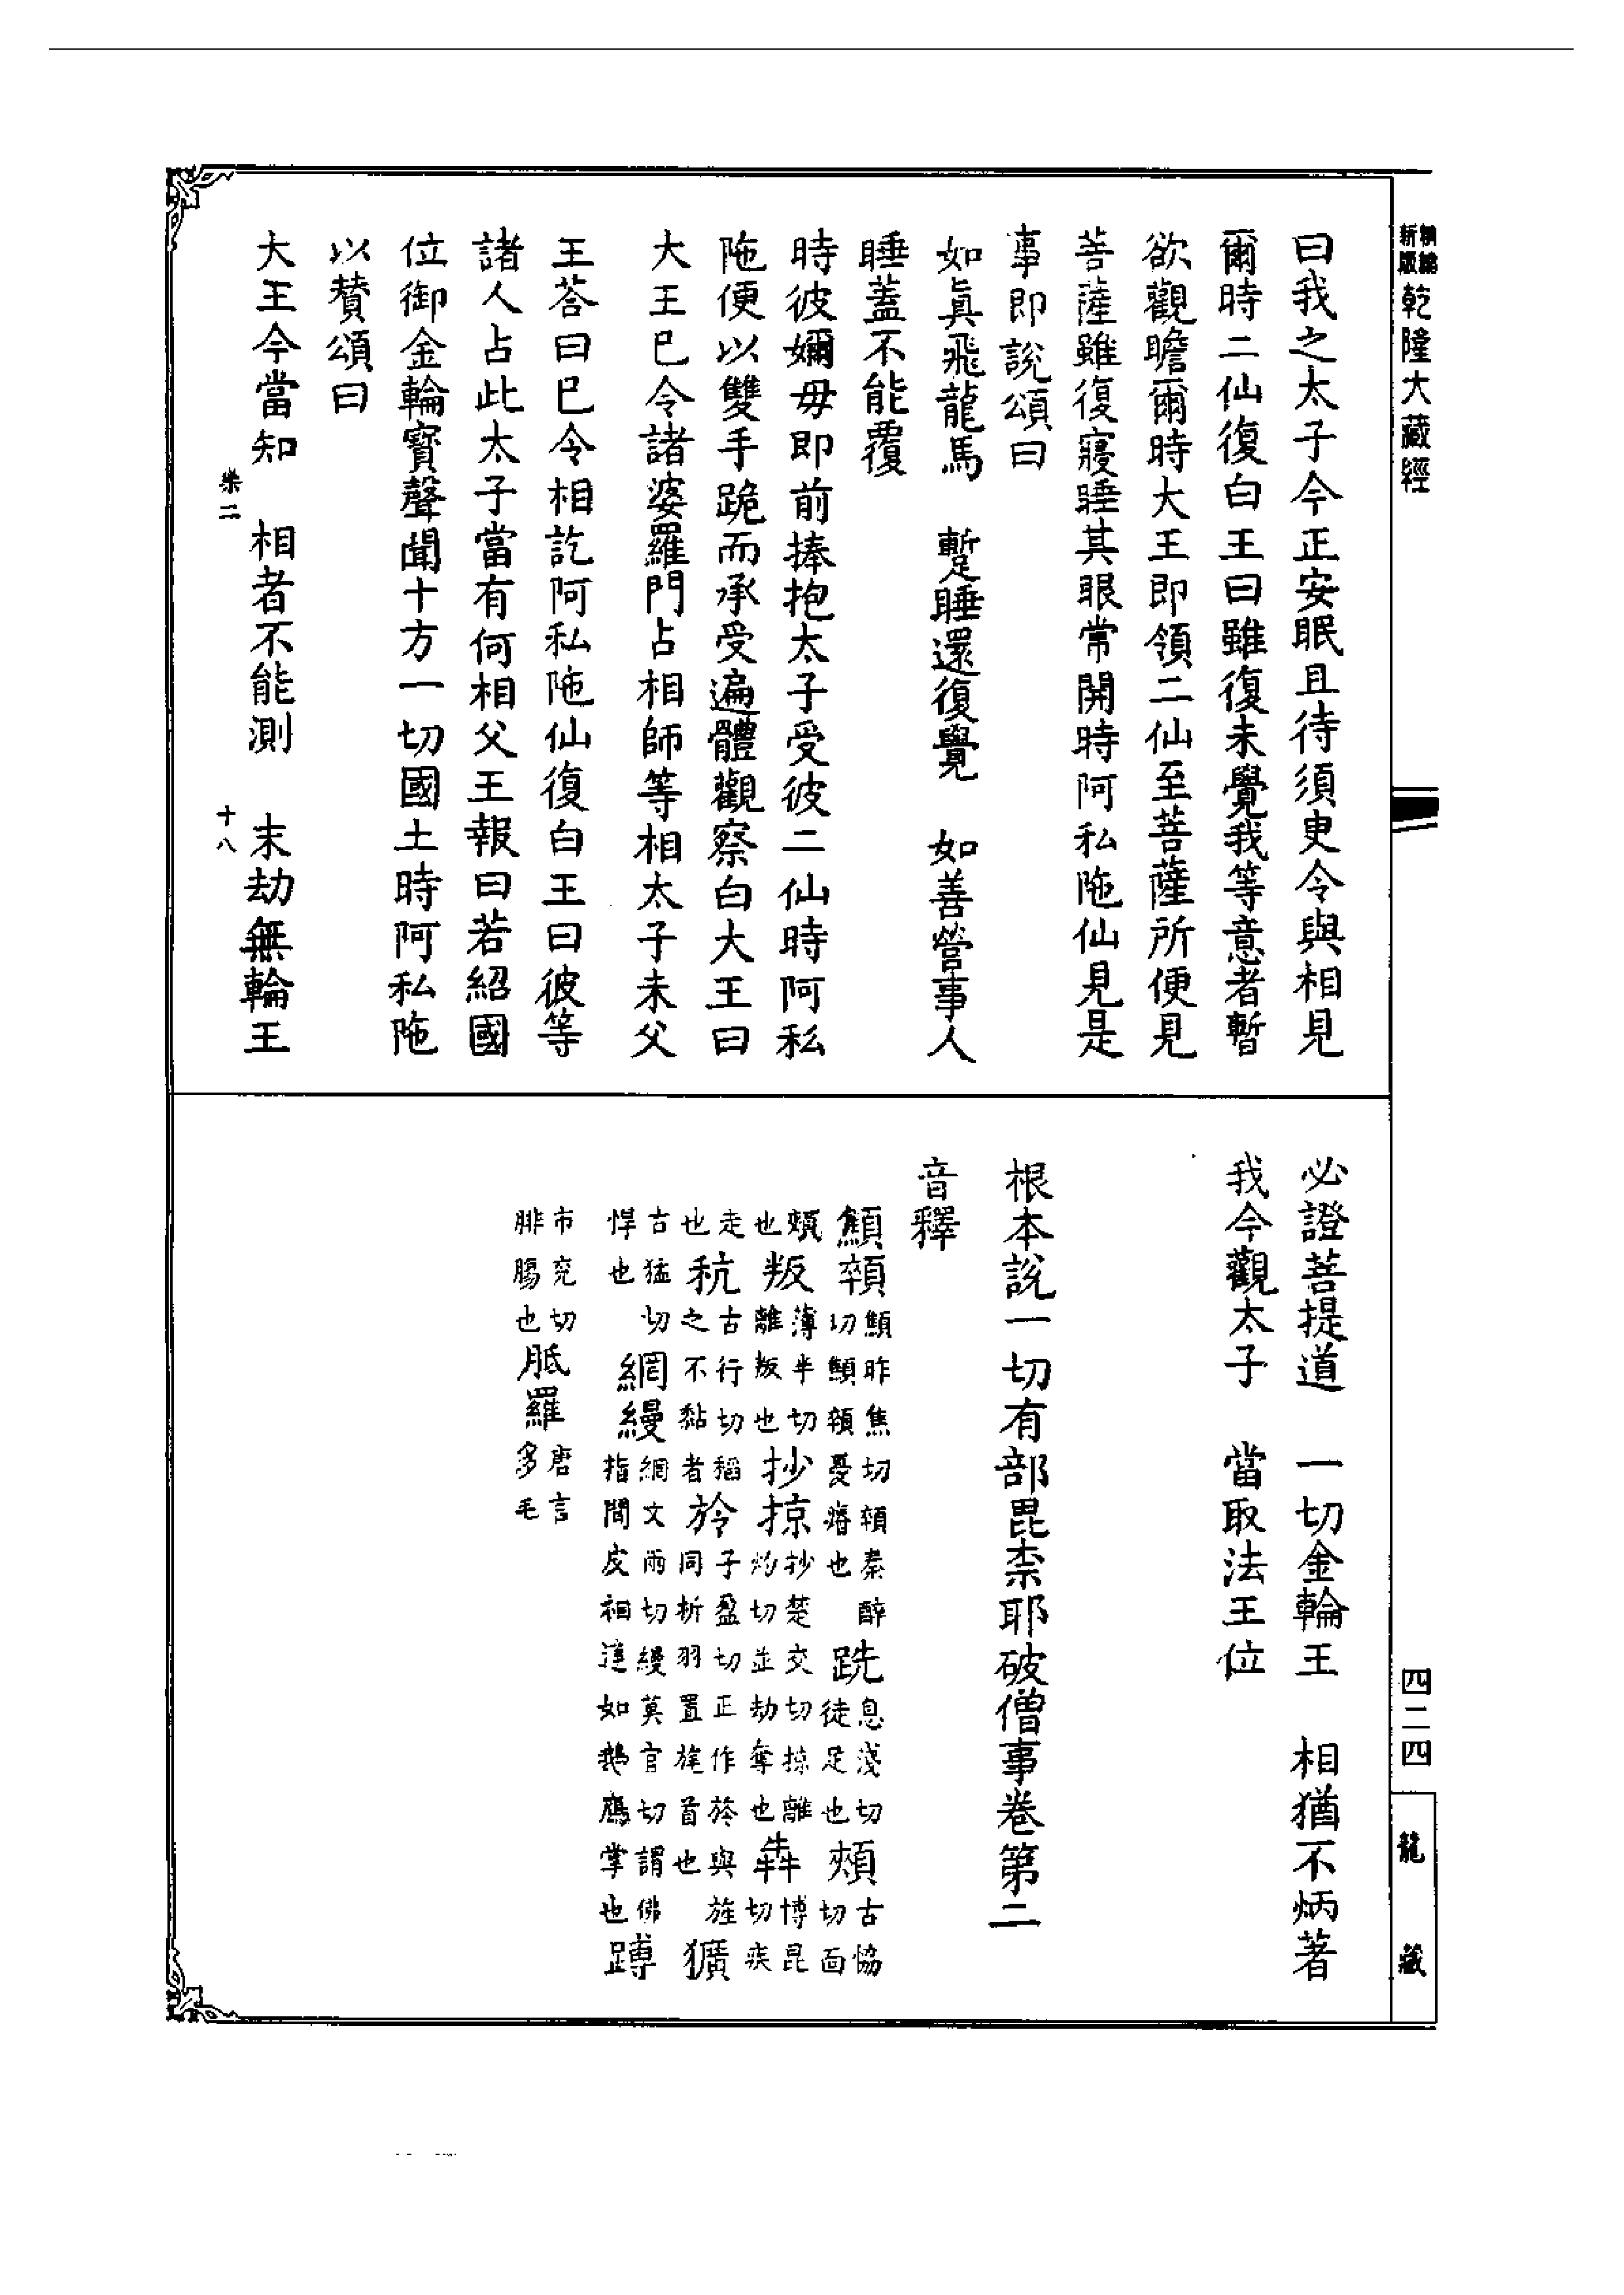 新版精編乾隆大藏經
曰我之太子今正安眠且待須臾令與相見
爾時二仙復白王曰雖復未覺我等意者暫
欲觀瞻爾時大王即領二仙至菩薩所便見
菩薩雖復寢睡其眼常開時阿私陁仙見是
事即說頌曰
如眞飛龍馬　蹔睡還復覺　如善營事人
睡蓋不能覆
時彼嬭母即前捧抱太子受彼二仙時阿私
陁便以雙手跪而承受遍體觀察白大王曰
大王已令諸婆羅門占相師等相太子未父
王荅曰已令相訖阿私陁仙復白王曰彼等
諸人占此太子當有何相父王報曰若紹國
位御金輪寶聲聞十方一切國土時阿私陁
以贊頌曰
大王今當知　相者不能測　末劫無輪王
樂二　十八
必證菩提道　一切金輪王　相猶不炳著
我今觀太子　當取法王位
根本說一切有部毘柰耶破僧事卷第二
音釋
顦顇顦昨焦切顇秦醉切顦顇憂瘠也　跣息淺切徒足也　頰古協切面
頰也　叛薄半切離叛也　抄掠抄楚交切掠離灼切並劫奪也　犇博昆切疾
走也　秔古行切稻之不黏者　旍子盈切正作旍與旌同析羽置旄首也　獷
古猛切悍也　網縵網文兩切縵莫官切謂佛指間皮相連如鵝鴈掌也　蹲
市兖切腓腸也　胝羅唐言多毛
四二四
龍藏